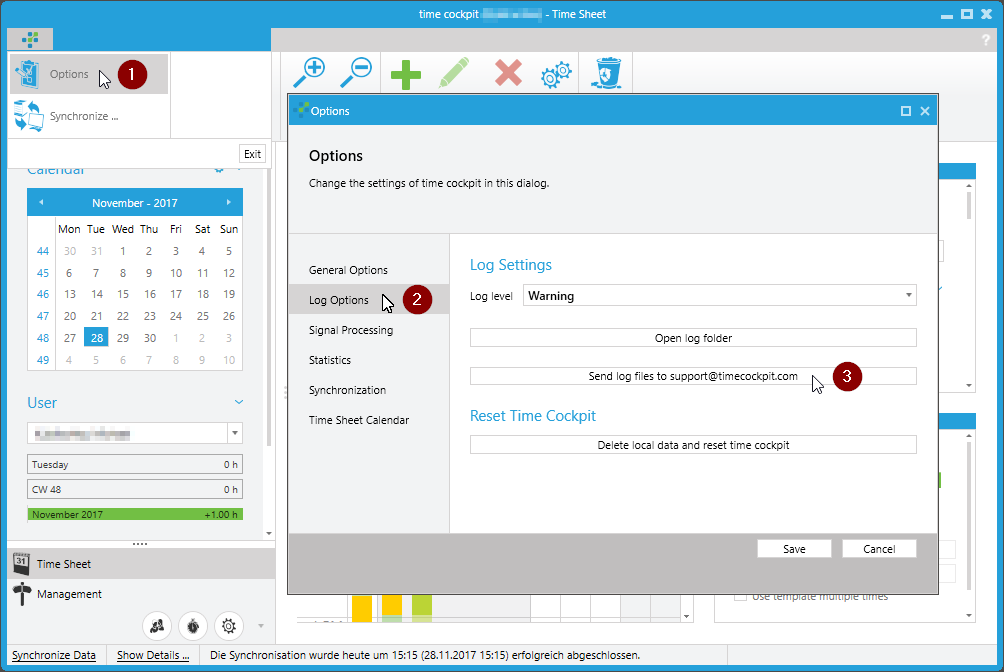 time cockpit - Time Sheet
?
Options
1
Synchronize ...
Exit
Calendar
November - 2017
Mon Tue Wed Thu Fri Sat Sun
44 30 31 1 2 3 4 5
45 6 7 8 9 10 11 12
46 13 14 15 16 17 18 19
47 20 21 22 23 24 25 26
48 27 28 29 30 1 2 3
49 4 5 6 7 8 9 10
User
Tuesday 0 h
CW 48 0 h
November 2017 +1.00 h
31
Time Sheet
Management
Options
Options
Change the settings of time cockpit in this dialog.
General Options
Log Options
2
Signal Processing
Statistics
Synchronization
Time Sheet Calendar
Log Settings
Log level Warning
Open log folder
Send log files to support@timecockpit.com
3
Reset Time Cockpit
Delete local data and reset time cockpit
Save
Cancel
Use template multiple times
Synchronize Data
Show Details ...
Die Synchronisation wurde heute um 15:15 (28.11.2017 15:15) erfolgreich abgeschlossen.